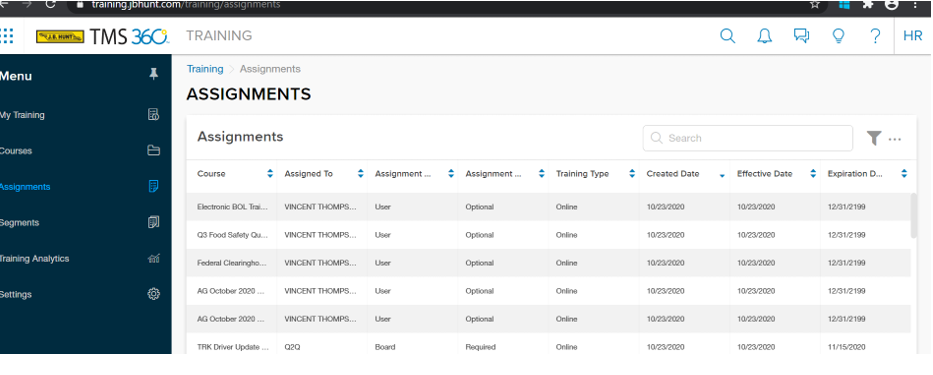 training.jbhunt.com/training/assignments
J.B. HUNT TMS 360 TRAINING HR
Menu
My Training
Courses
Assignments
Segments
Training Analytics
Settings
Training > Assignments
ASSIGNMENTS
Assignments Search
Course Assigned To Assignment ... Assignment ... Training Type Created Date Effective Date Expiration D...
Electronic BOL Trai... VINCENT THOMPS... User Optional Online 10/23/2020 10/23/2020 12/31/2199
Q3 Food Safety Qu... VINCENT THOMPS... User Optional Online 10/23/2020 10/23/2020 12/31/2199
Federal Clearingho... VINCENT THOMPS... User Optional Online 10/23/2020 10/23/2020 12/31/2199
AG October 2020 ... VINCENT THOMPS... User Optional Online 10/23/2020 10/23/2020 12/31/2199
AG October 2020 ... VINCENT THOMPS... User Optional Online 10/23/2020 10/23/2020 12/31/2199
TRK Driver Update ... Q2Q Board Required Online 10/23/2020 10/23/2020 11/15/2020